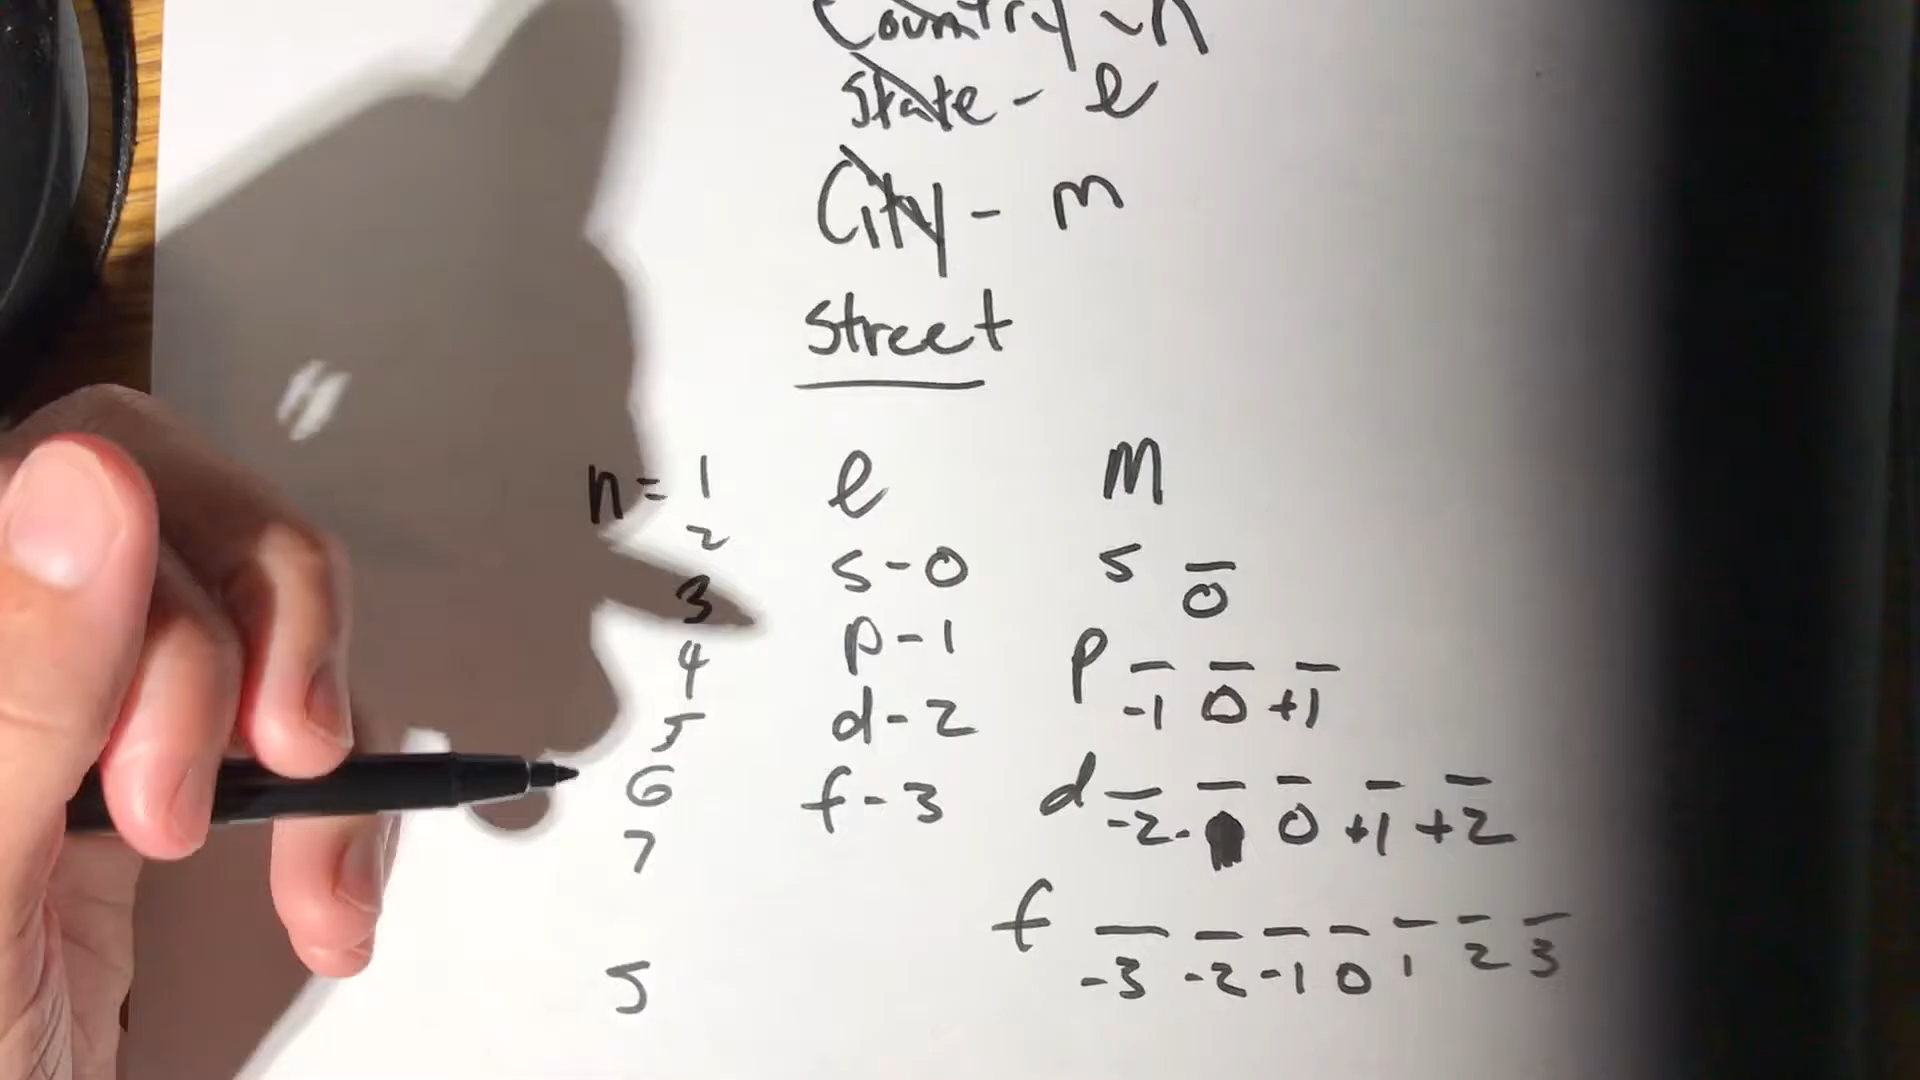 Country - n
State - l
City - m
Street
n = 1 l m
2
s - 0 s 0
3
p - 1 p -1 0 +1
4
d - 2 d -2 - 0 +1 +2
5
6
f - 3 f -3 -2 -1 0 1 2 3
7
5